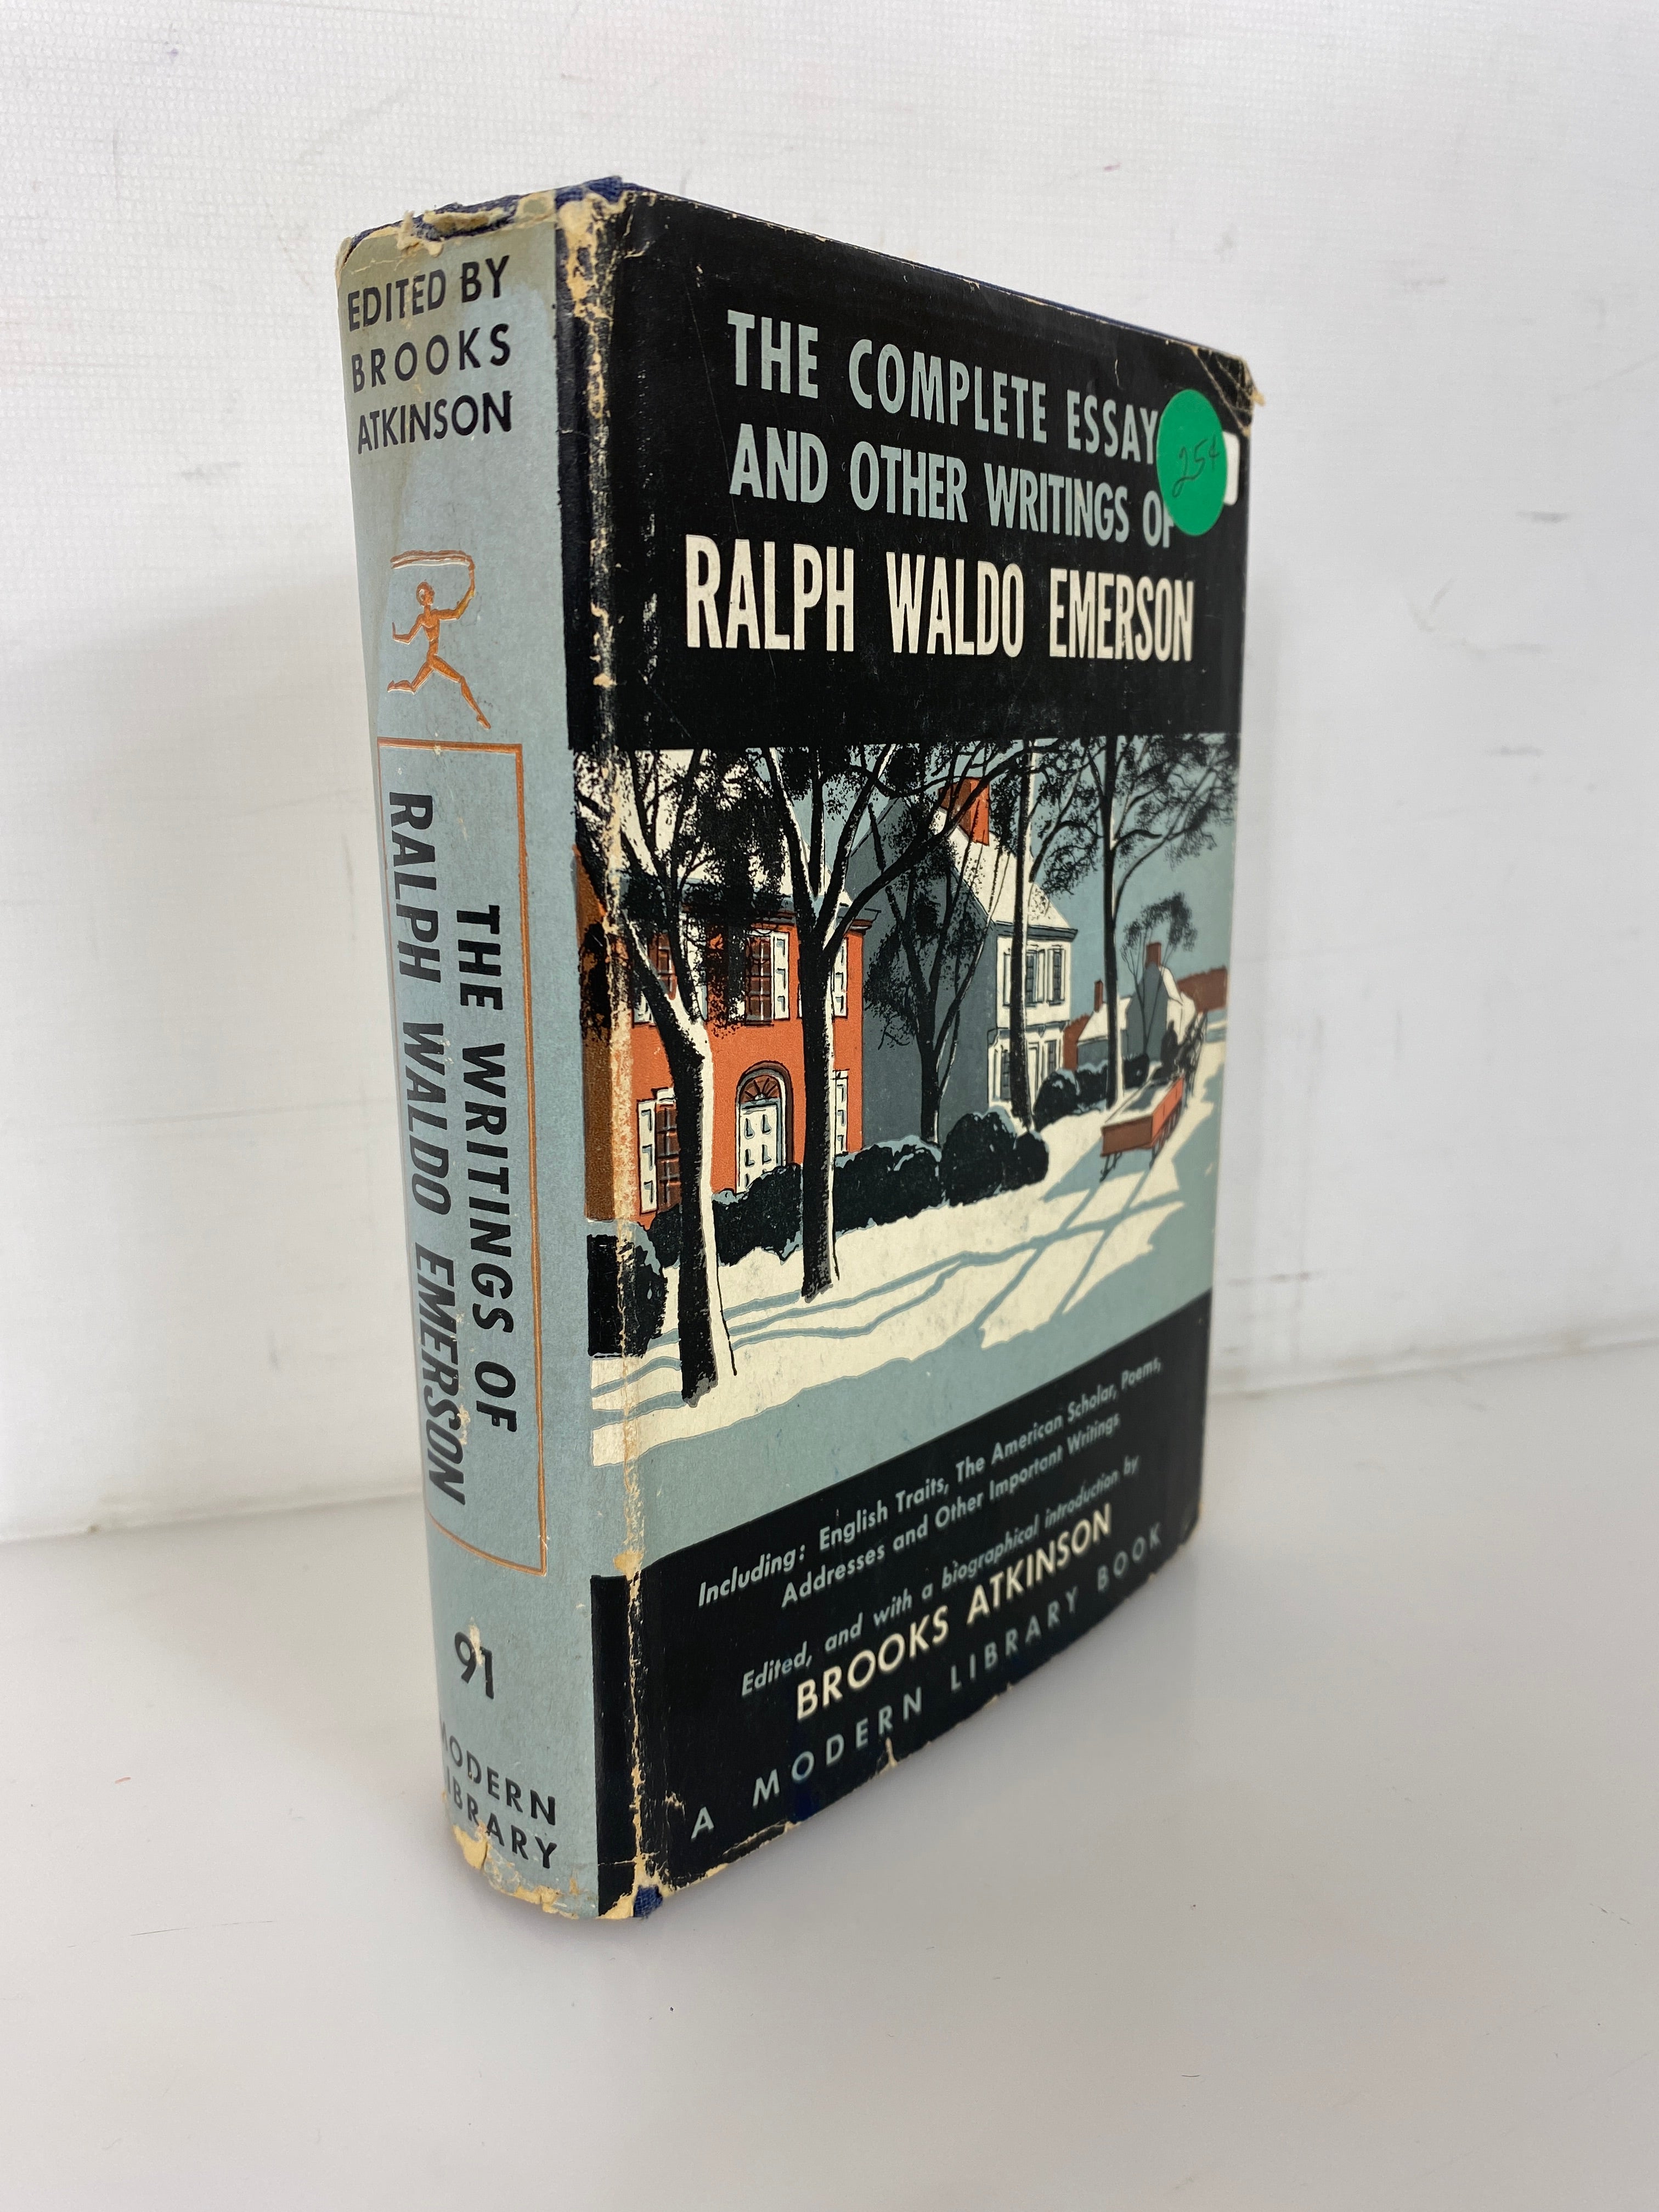 EDITED BY
BROOKS
ATKINSON
THE WRITINGS OF
RALPH WALDO EMERSON
91
MODERN
LIBRARY
THE COMPLETE ESSAY
AND OTHER WRITINGS OF
RALPH WALDO EMERSON
25¢
Including: English Traits, The American Scholar, Poems,
Addresses and Other Important Writings
Edited, and with a biographical introduction by
BROOKS ATKINSON
A MODERN LIBRARY BOOK